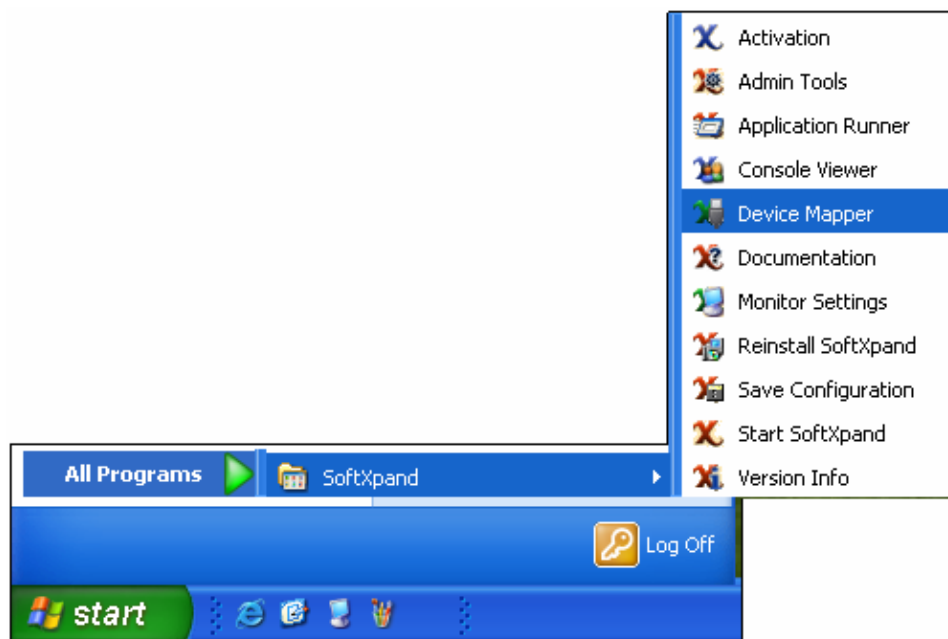 Activation
Admin Tools
Application Runner
Console Viewer
Device Mapper
Documentation
Monitor Settings
Reinstall SoftXpand
Save Configuration
Start SoftXpand
Version Info
All Programs
SoftXpand
Log Off
start